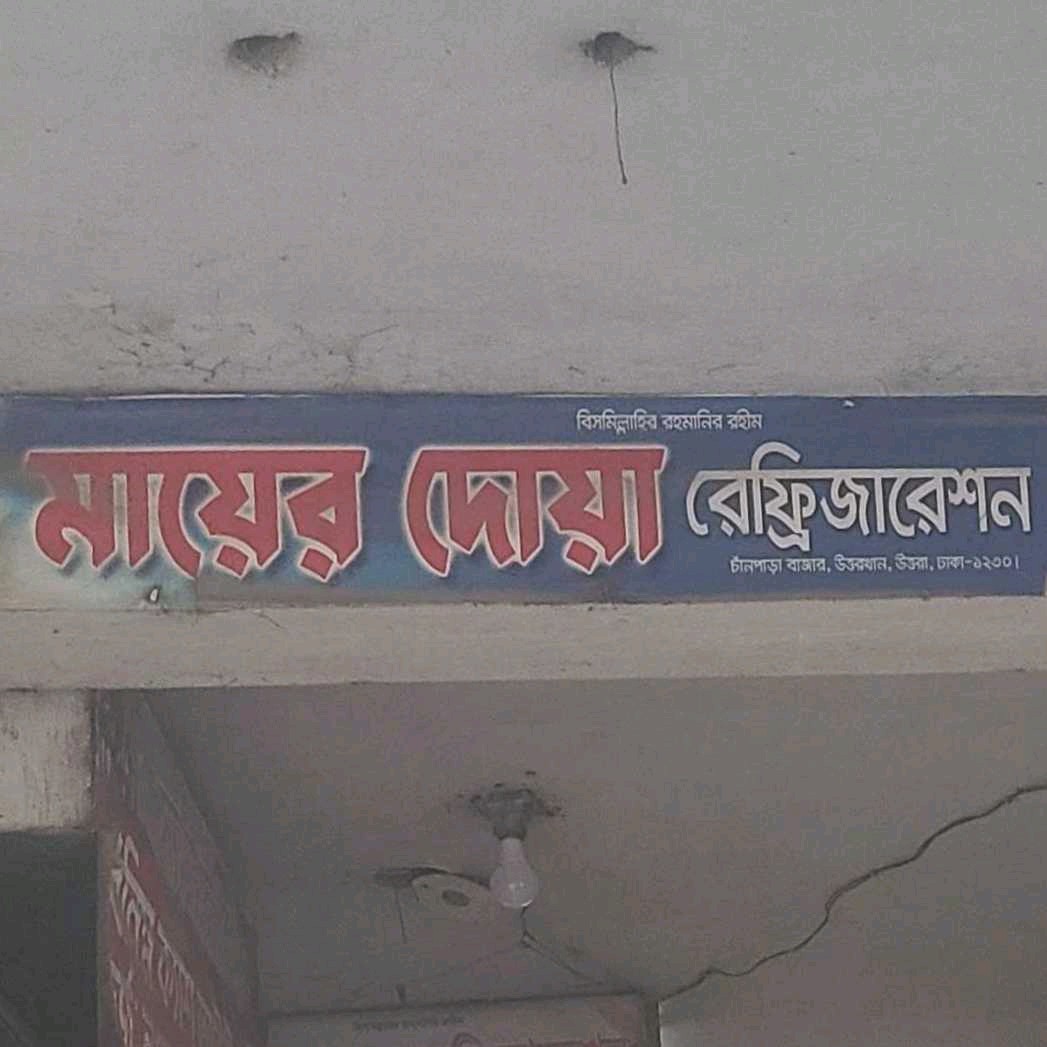 বিসমিল্লাহির রহমানির রহীম
মায়ের দোয়া রেফ্রিজারেশন
চাঁনপাড়া বাজার, উত্তরখান, উত্তরা, ঢাকা-১২৩০।